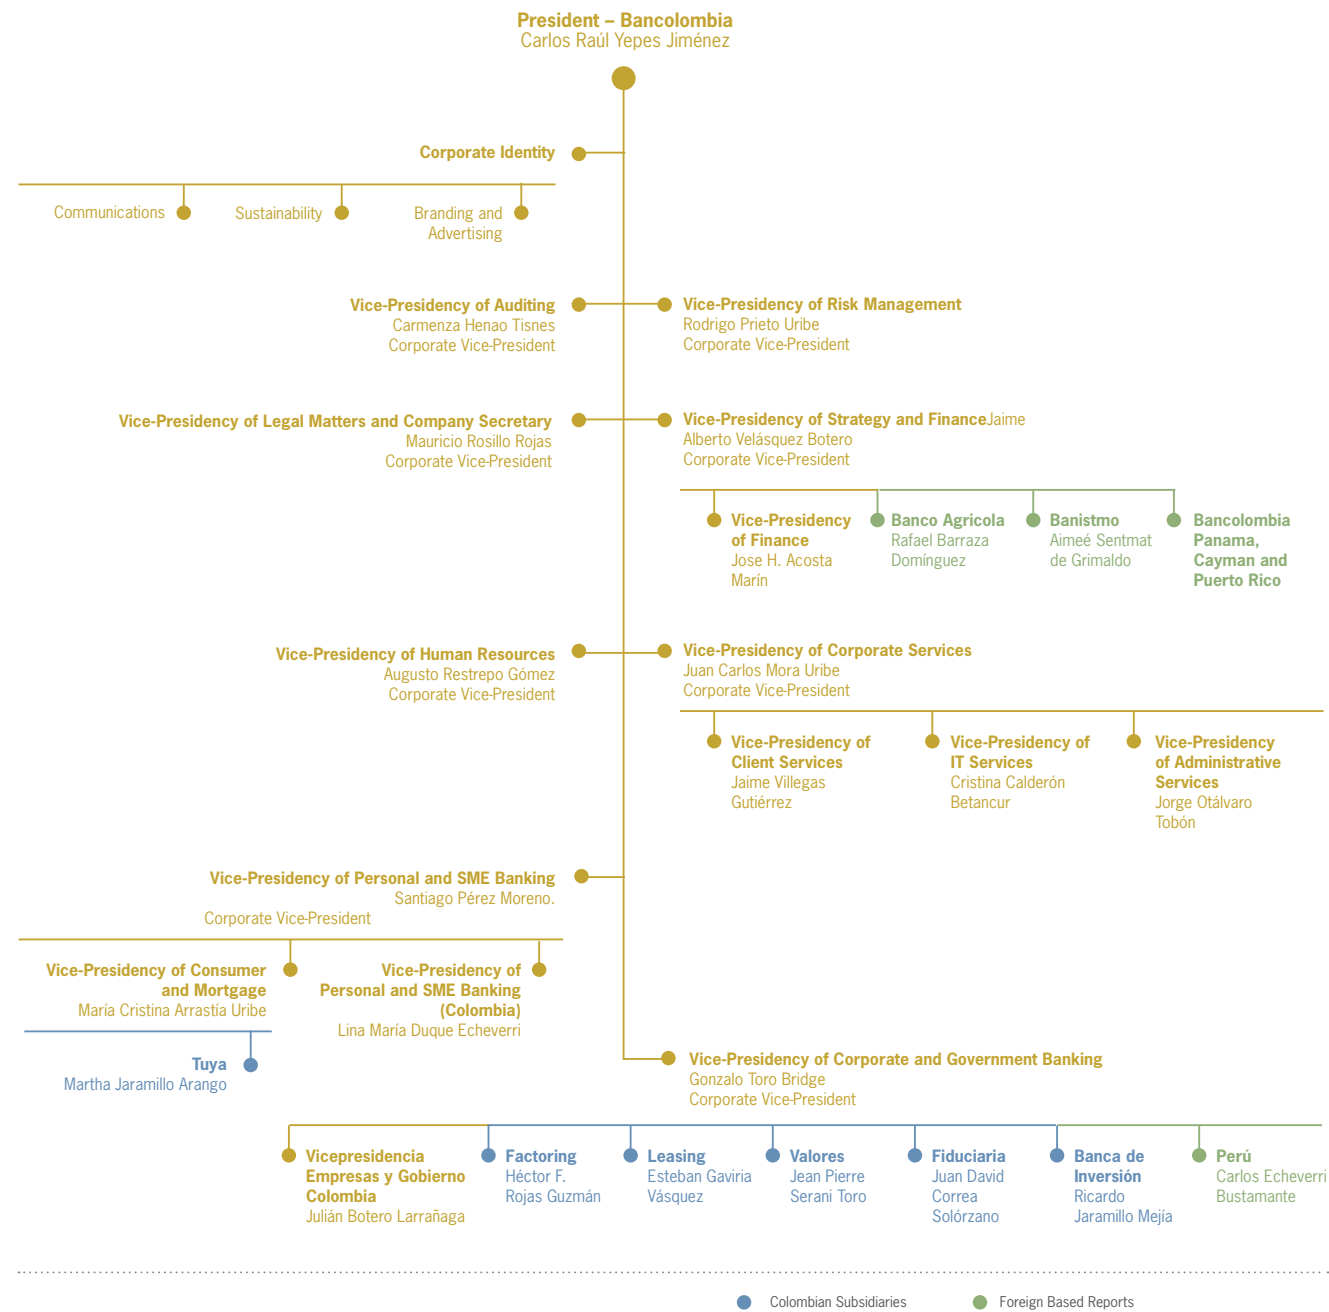 President – Bancolombia
Carlos Raúl Yepes Jiménez
Corporate Identity
Communications
Sustainability
Branding and
Advertising
Vice-Presidency of Auditing
Carmenza Henao Tisnes
Corporate Vice-President
Vice-Presidency of Risk Management
Rodrigo Prieto Uribe
Corporate Vice-President
Vice-Presidency of Legal Matters and Company Secretary
Mauricio Rosillo Rojas
Corporate Vice-President
Vice-Presidency of Strategy and FinanceJaime
Alberto Velásquez Botero
Corporate Vice-President
Vice-Presidency
of Finance
Jose H. Acosta
Marín
Banco Agricola
Rafael Barraza
Domínguez
Banistmo
Aimeé Sentmat
de Grimaldo
Bancolombia
Panama,
Cayman and
Puerto Rico
Vice-Presidency of Human Resources
Augusto Restrepo Gómez
Corporate Vice-President
Vice-Presidency of Corporate Services
Juan Carlos Mora Uribe
Corporate Vice-President
Vice-Presidency of
Client Services
Jaime Villegas
Gutiérrez
Vice-Presidency of
IT Services
Cristina Calderón
Betancur
Vice-Presidency
of Administrative
Services
Jorge Otálvaro
Tobón
Vice-Presidency of Personal and SME Banking
Santiago Pérez Moreno.
Corporate Vice-President
Vice-Presidency of Consumer
and Mortgage
María Cristina Arrastía Uribe
Vice-Presidency of
Personal and SME Banking
(Colombia)
Lina María Duque Echeverri
Tuya
Martha Jaramillo Arango
Vice-Presidency of Corporate and Government Banking
Gonzalo Toro Bridge
Corporate Vice-President
Vicepresidencia
Empresas y Gobierno
Colombia
Julián Botero Larrañaga
Factoring
Héctor F.
Rojas Guzmán
Leasing
Esteban Gaviria
Vásquez
Valores
Jean Pierre
Serani Toro
Fiduciaria
Juan David
Correa
Solórzano
Banca de
Inversión
Ricardo
Jaramillo Mejía
Perú
Carlos Echeverri
Bustamante
Colombian Subsidiaries
Foreign Based Reports